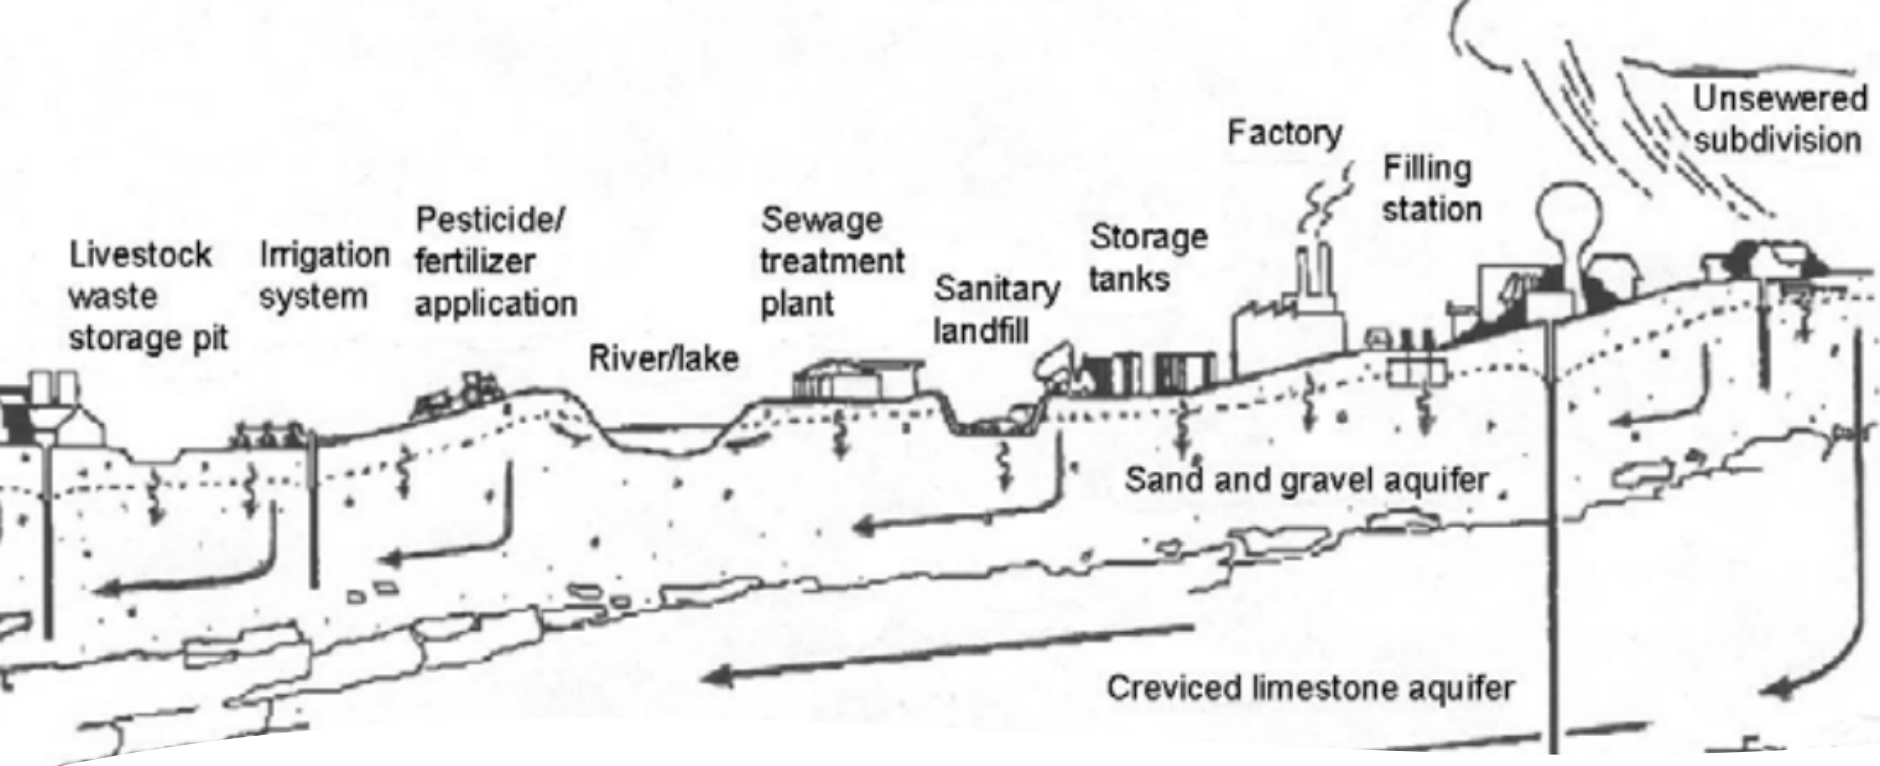 Unsewered
subdivision
Factory
Filling
station
Pesticide/
fertilizer
application
Sewage
treatment
plant
Storage
tanks
Livestock
waste
storage pit
Irrigation
system
Sanitary
landfill
River/lake
Sand and gravel aquifer
Creviced limestone aquifer